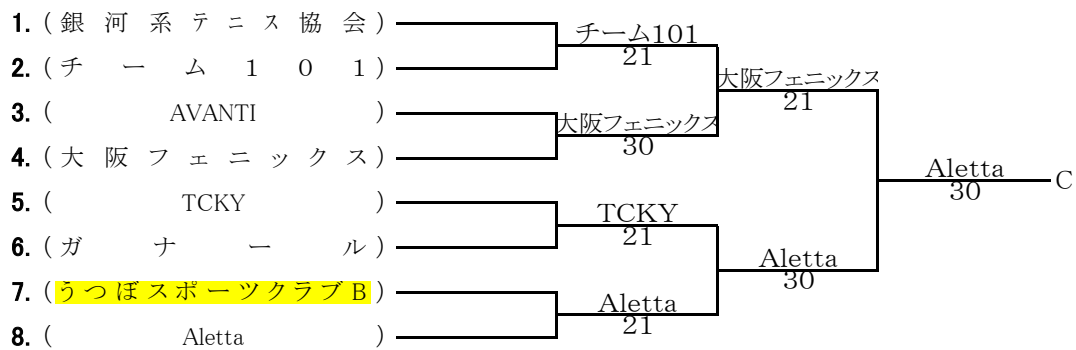 1. (銀河系テニス協会)
チーム101
21
2. (チーム101)
大阪フェニックス
21
3. (AVANTI)
大阪フェニックス
30
4. (大阪フェニックス)
Aletta
30
C
5. (TCKY)
TCKY
21
6. (ガナール)
Aletta
30
7. (うつぼスポーツクラブB)
Aletta
21
8. (Aletta)